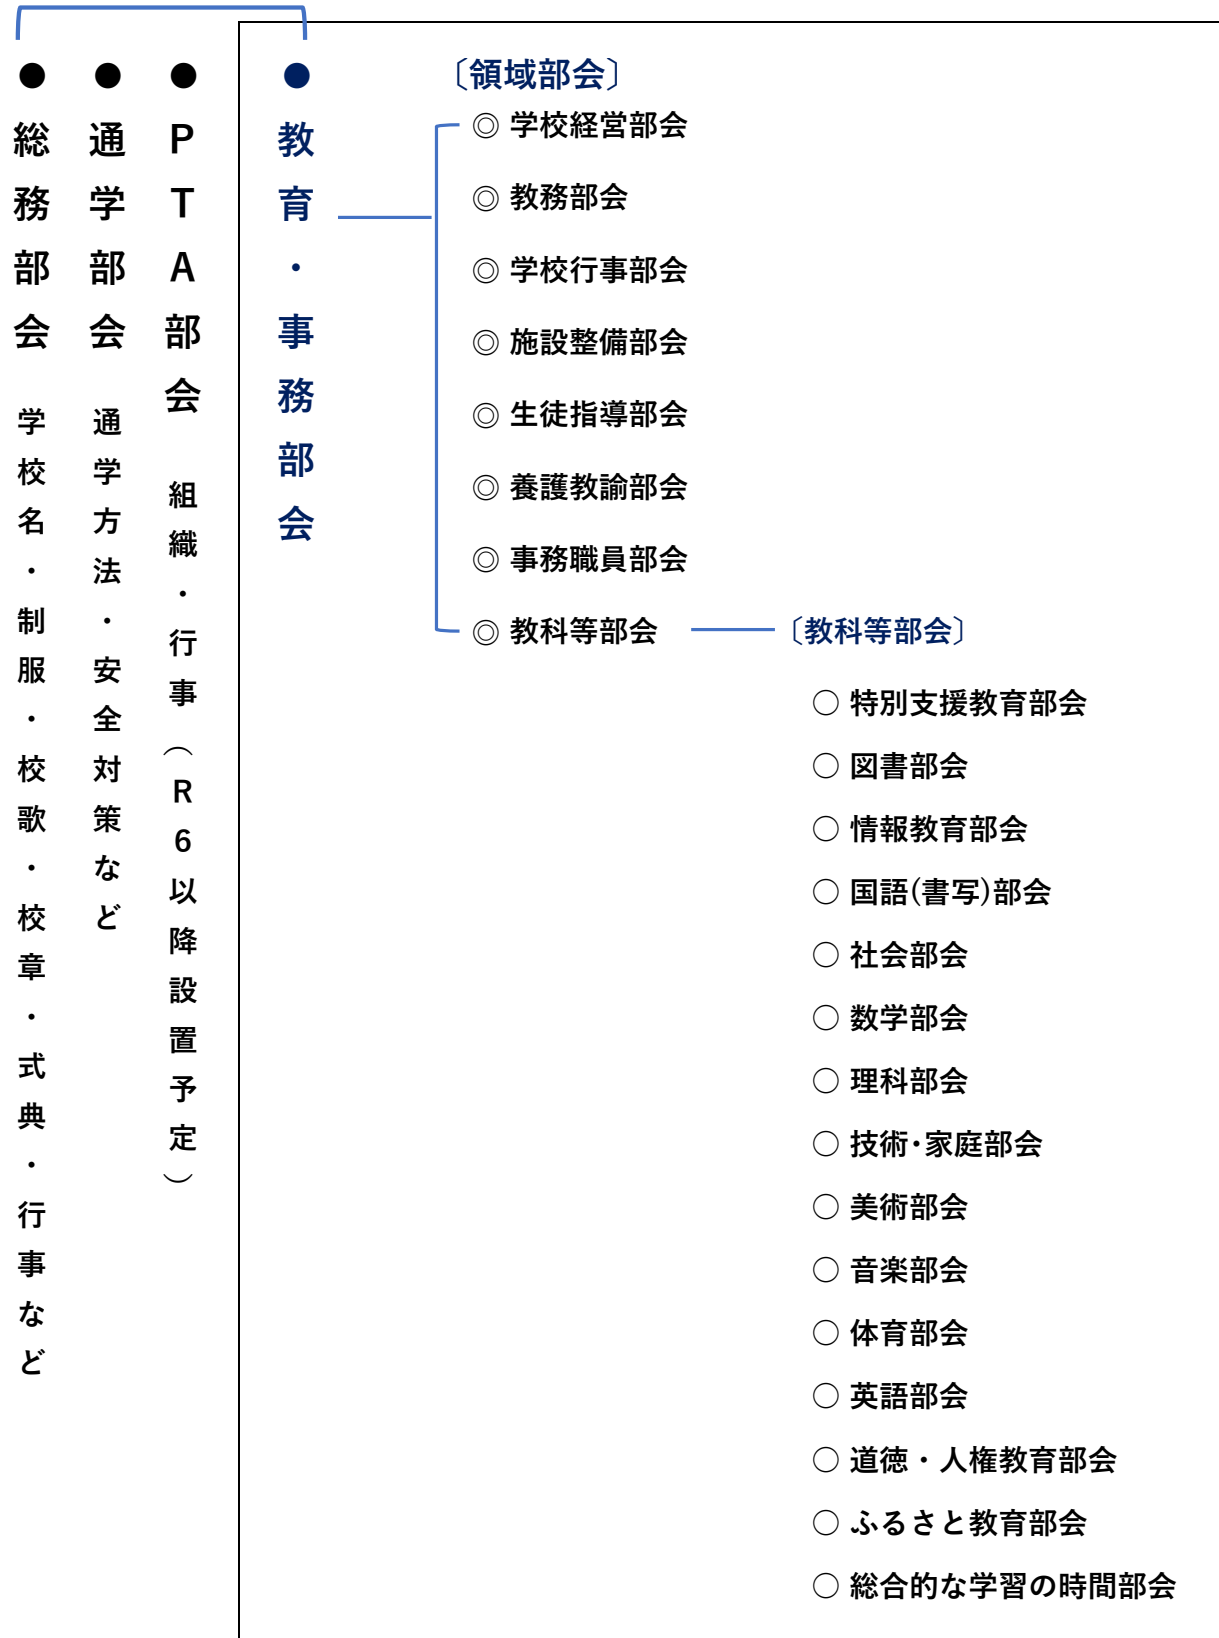 ●総務部会 学校名・制服・校歌・校章・式典・行事など
●通学部会 通学方法・安全対策など
●PTA部会 組織・行事(R6以降設置予定)
●教育・事務部会
〔領域部会〕
◎ 学校経営部会
◎ 教務部会
◎ 学校行事部会
◎ 施設整備部会
◎ 生徒指導部会
◎ 養護教諭部会
◎ 事務職員部会
◎ 教科等部会
〔教科等部会〕
○ 特別支援教育部会
○ 図書部会
○ 情報教育部会
○ 国語(書写)部会
○ 社会部会
○ 数学部会
○ 理科部会
○ 技術・家庭部会
○ 美術部会
○ 音楽部会
○ 体育部会
○ 英語部会
○ 道徳・人権教育部会
○ ふるさと教育部会
○ 総合的な学習の時間部会